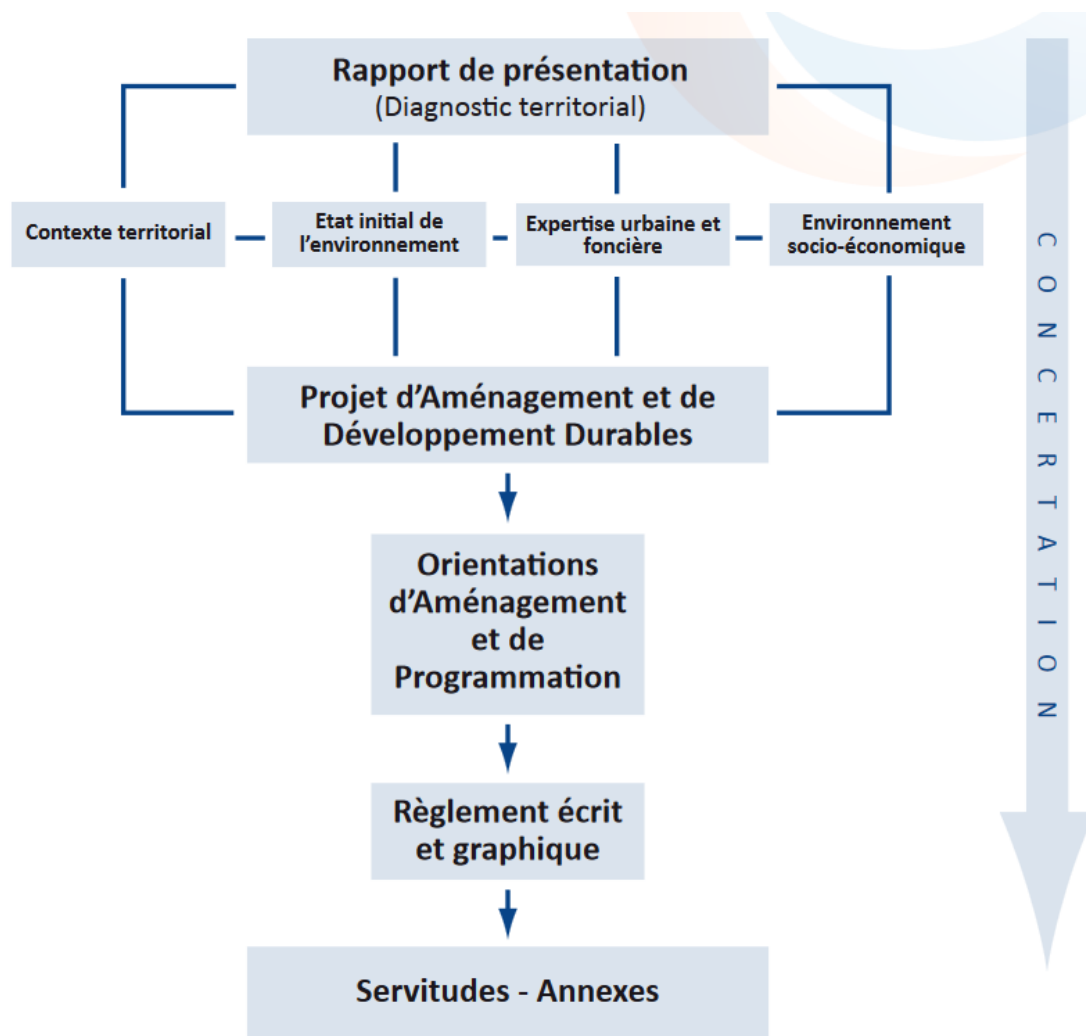 Rapport de présentation
(Diagnostic territorial)
Contexte territorial
Etat initial de
l'environnement
Expertise urbaine et
foncière
Environnement
socio-économique
Projet d'Aménagement et de
Développement Durables
Orientations
d'Aménagement
et de
Programmation
Règlement écrit
et graphique
Servitudes - Annexes
CONCERTATION